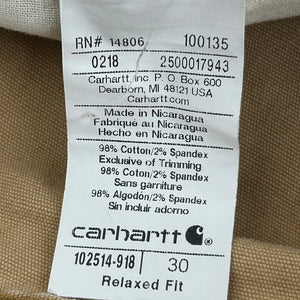 RN# 14806 100135
0218 2500017943
Carhartt, Inc. P. O. Box 600
Dearborn, MI 48121 USA
Carhartt.com
Made in Nicaragua
Fabriqué au Nicaragua
Hecho en Nicaragua
98% Cotton/2% Spandex
Exclusive of Trimming
98% Coton/2% Spandex
Sans garniture
98% Algodón/2% Spandex
Sin incluir adorno
carhartt
102514-918 30
Relaxed Fit